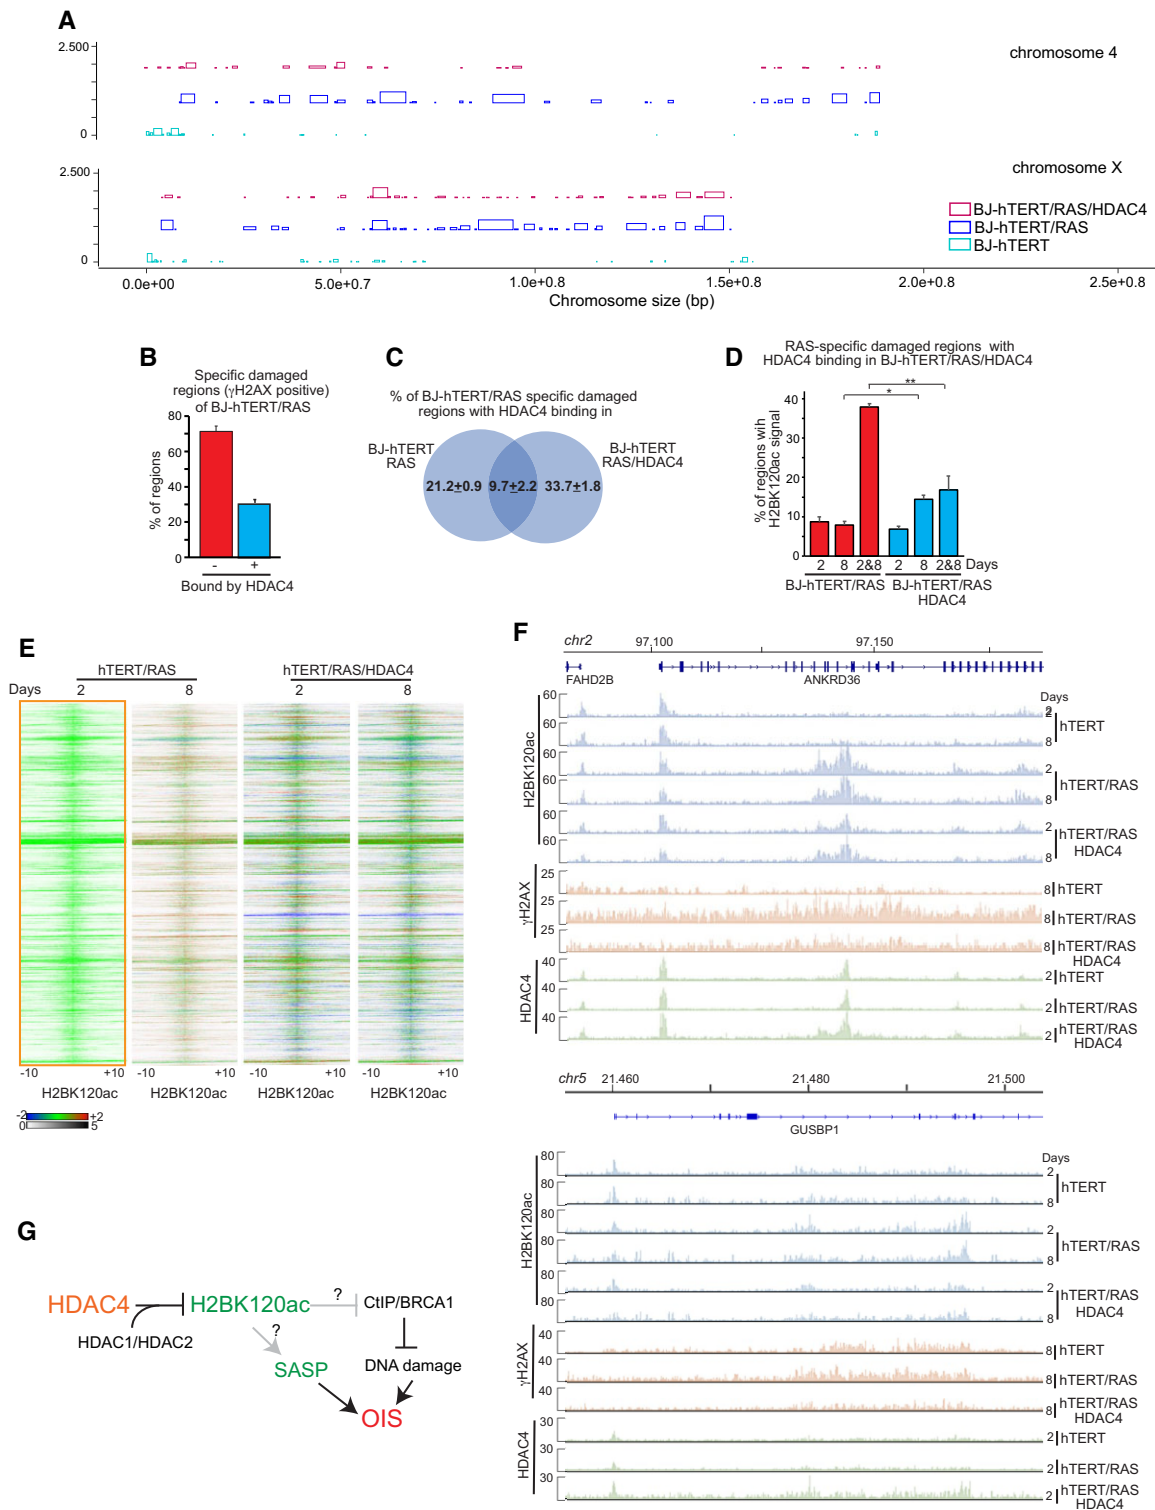 A
2.500
0
chromosome 4
2.500
0
chromosome X
BJ-hTERT/RAS/HDAC4
BJ-hTERT/RAS
BJ-hTERT
0.0e+00
5.0e+0.7
1.0e+0.8
1.5e+0.8
2.0e+0.8
2.5e+0.8
Chromosome size (bp)
B
Specific damaged
regions (γH2AX positive)
of BJ-hTERT/RAS
% of regions
80
60
40
20
0
- +
Bound by HDAC4
C
% of BJ-hTERT/RAS specific damaged
regions with HDAC4 binding in
BJ-hTERT
RAS
BJ-hTERT
RAS/HDAC4
21.2±0.9 9.7±2.2 33.7±1.8
D
RAS-specific damaged regions with
HDAC4 binding in BJ-hTERT/RAS/HDAC4
% of regions wih
H2BK120ac signal
40
30
20
10
0
**
*
2 8 2&8 2 8 2&8 Days
BJ-hTERT/RAS
BJ-hTERT/RAS
HDAC4
E
hTERT/RAS
hTERT/RAS/HDAC4
Days 2 8 2 8
-10 +10 -10 +10 -10 +10 -10 +10
H2BK120ac H2BK120ac H2BK120ac H2BK120ac
-2 +2
0 5
F
chr2 97.100 97.150
FAHD2B ANKRD36
Days
H2BK120ac
60
60
60
60
60
60
2
8
hTERT
2
8
hTERT/RAS
2
8
hTERT/RAS
HDAC4
γH2AX
25
25
25
8 hTERT
8 hTERT/RAS
8 hTERT/RAS
HDAC4
HDAC4
40
40
40
2 hTERT
2 hTERT/RAS
2 hTERT/RAS
HDAC4
chr5 21.460 21.480 21.500
GUSBP1
Days
H2BK120ac
80
80
80
80
80
80
2
8
hTERT
2
8
hTERT/RAS
2
8
hTERT/RAS
HDAC4
γH2AX
40
40
40
8 hTERT
8 hTERT/RAS
8 hTERT/RAS
HDAC4
HDAC4
30
30
30
2 hTERT
2 hTERT/RAS
2 hTERT/RAS
HDAC4
G
HDAC4 H2BK120ac ? CtIP/BRCA1
HDAC1/HDAC2
?
SASP
DNA damage
OIS